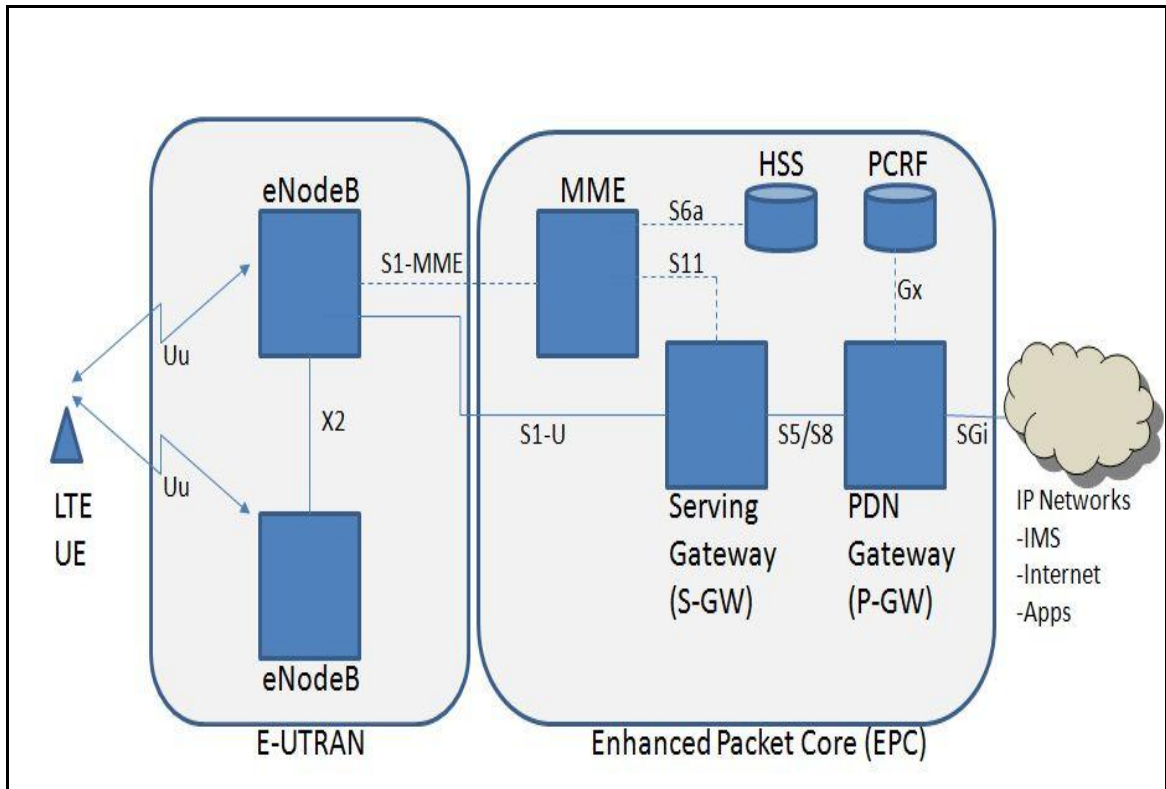 eNodeB
MME
HSS
PCRF
S6a
S1-MME
S11
Gx
Uu
X2
S1-U
S5/S8
SGi
Uu
LTE
UE
Serving
Gateway
(S-GW)
PDN
Gateway
(P-GW)
IP Networks
-IMS
-Internet
-Apps
eNodeB
E-UTRAN
Enhanced Packet Core (EPC)